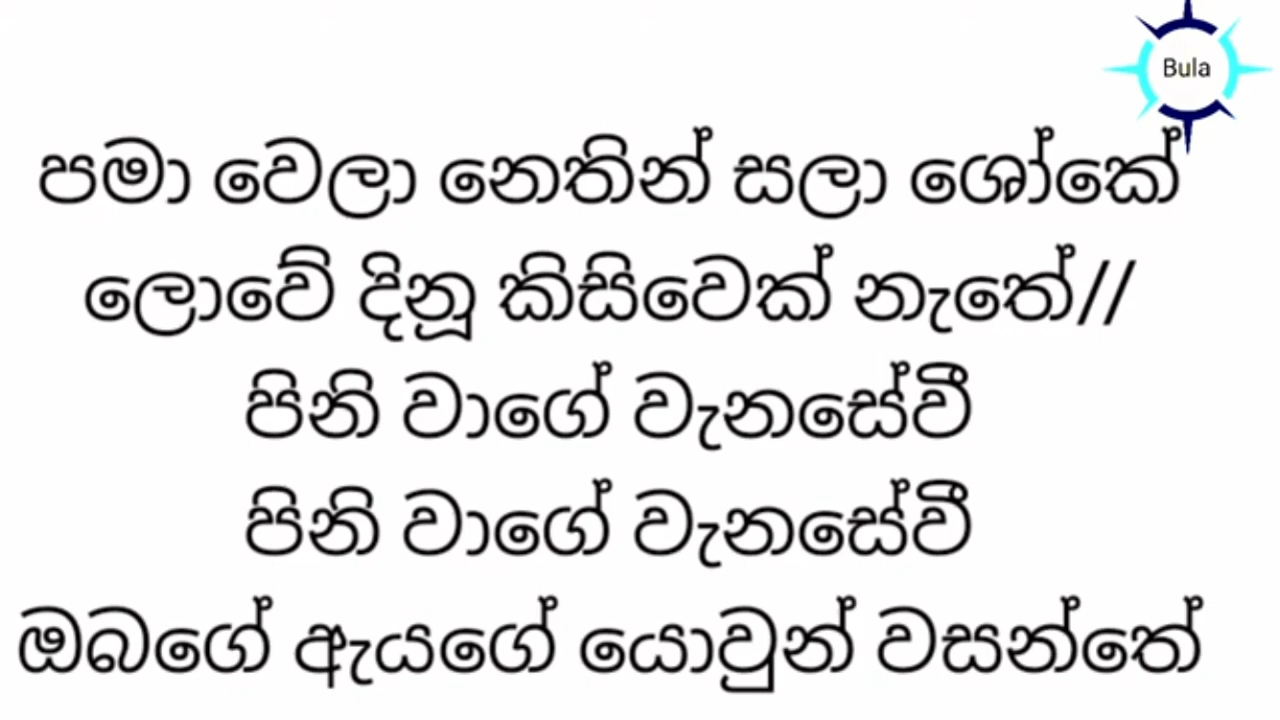 Bula
පමා වෙලා නෙතින් සලා ශෝකේ
ලොවේ දිනූ කිසිවෙක් නැතේ//
පිනි වාගේ වැනසේවී
පිනි වාගේ වැනසේවී
ඔබගේ ඇයගේ යොවුන් වසන්තේ